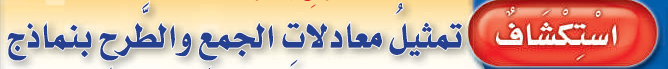 اسْتِكْشَافٌ تمثيلُ معادلاتِ الجمعِ والطَّرحِ بنماذج